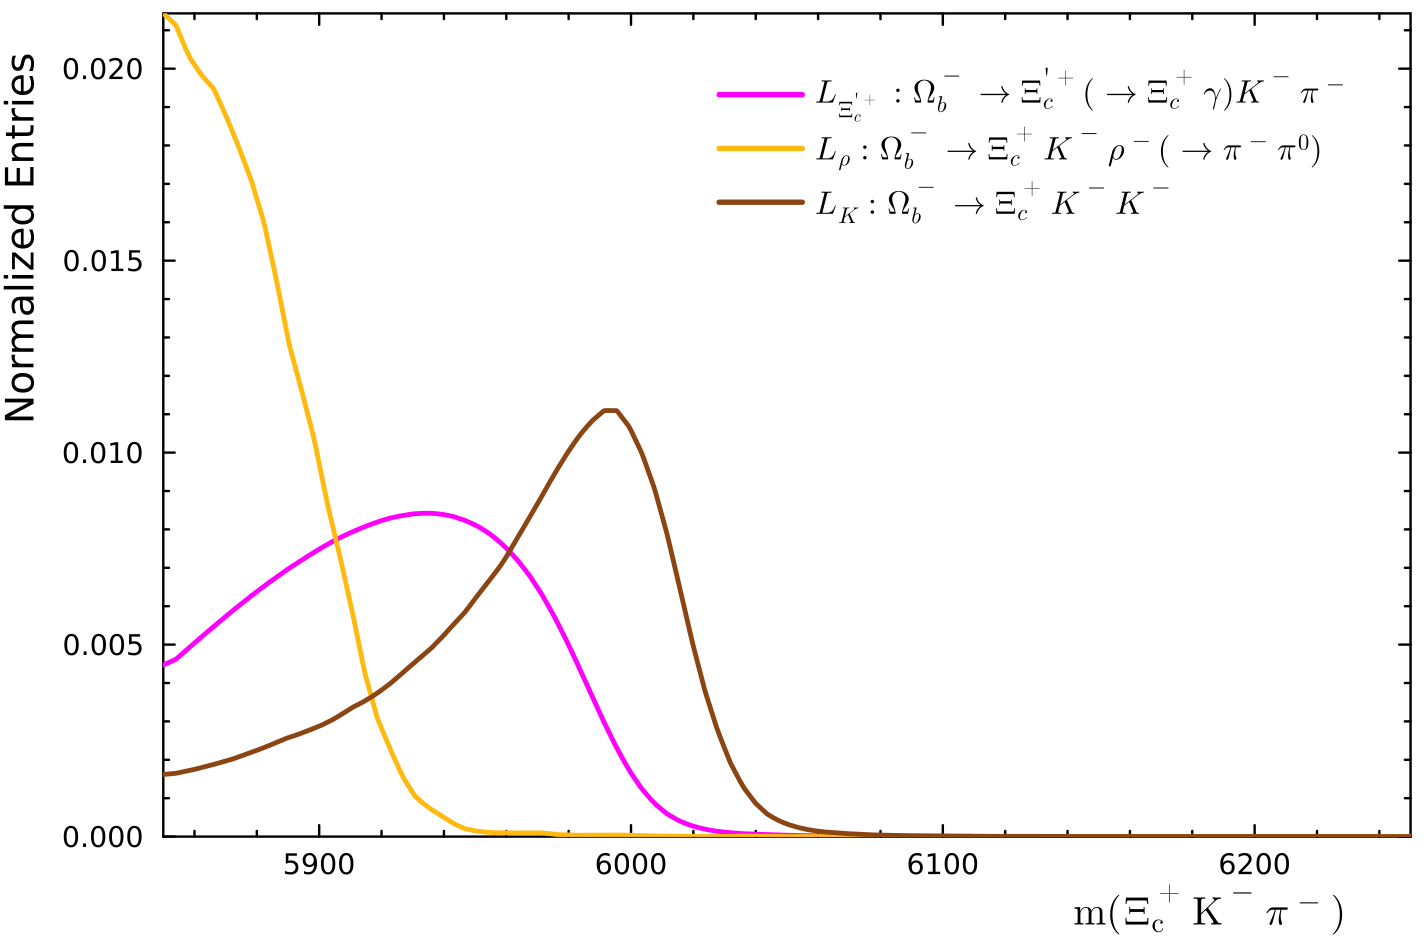 Normalized Entries
0.020
0.015
0.010
0.005
0.000
L_{Ξ_c^{'+}} : Ω_b^- → Ξ_c^{'+} ( → Ξ_c^+ γ)K^- π^-
L_ρ : Ω_b^- → Ξ_c^+ K^- ρ^- ( → π^- π^0)
L_K : Ω_b^- → Ξ_c^+ K^- K^-
5900 6000 6100 6200
m(Ξ_c^+ K^- π^-)